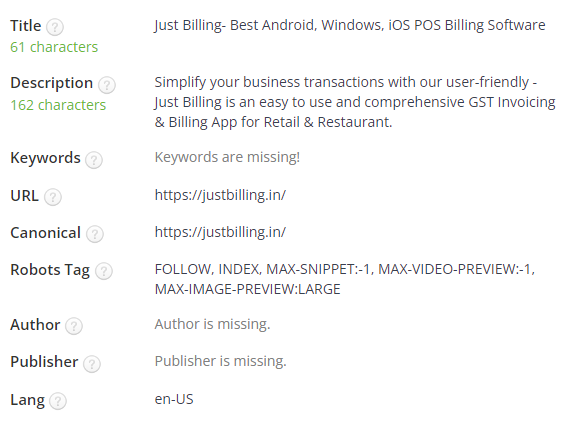 Title ? Just Billing- Best Android, Windows, iOS POS Billing Software
61 characters
Description ? Simplify your business transactions with our user-friendly -
162 characters Just Billing is an easy to use and comprehensive GST Invoicing
& Billing App for Retail & Restaurant.
Keywords ? Keywords are missing!
URL ? https://justbilling.in/
Canonical ? https://justbilling.in/
Robots Tag ? FOLLOW, INDEX, MAX-SNIPPET:-1, MAX-VIDEO-PREVIEW:-1,
MAX-IMAGE-PREVIEW:LARGE
Author ? Author is missing.
Publisher ? Publisher is missing.
Lang ? en-US